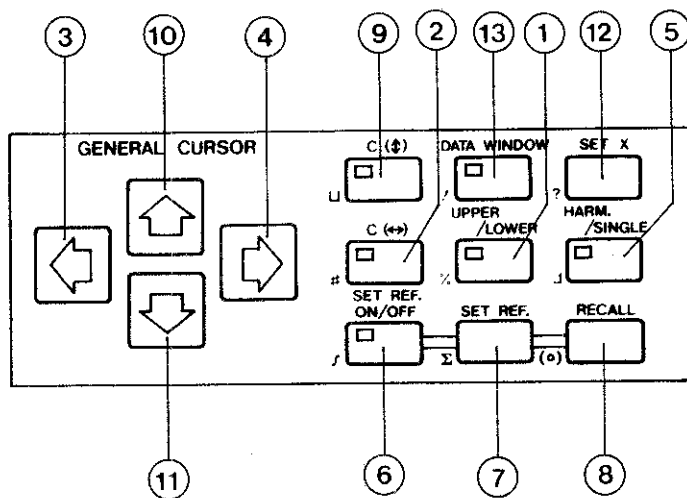 3 10 4 9 2 13 1 12 5
GENERAL CURSOR
C (⇕) DATA WINDOW SET X
⊔ ' ?
C (↔) UPPER /LOWER HARM. /SINGLE
# ⁒ ┘
SET REF. ON/OFF SET REF. RECALL
∫ Σ (o)
11 6 7 8